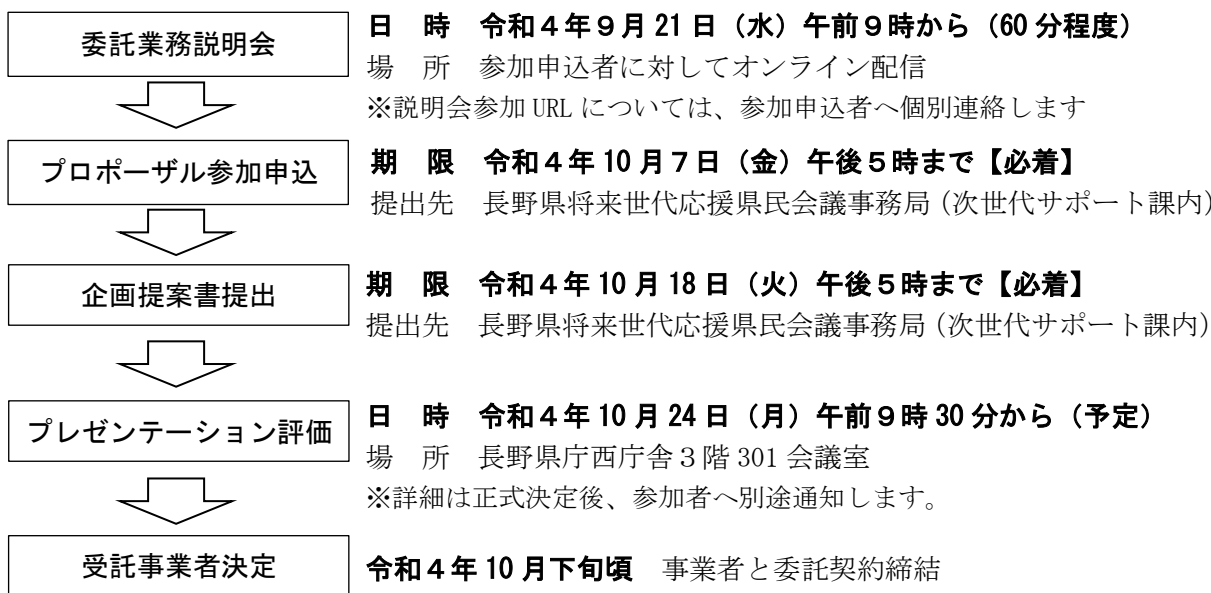 委託業務説明会
日　時　令和４年９月21日（水）午前９時から（60分程度）
場　所　参加申込者に対してオンライン配信
※説明会参加URLについては、参加申込者へ個別連絡します
プロポーザル参加申込
期　限　令和４年10月７日（金）午後５時まで【必着】
提出先　長野県将来世代応援県民会議事務局（次世代サポート課内）
企画提案書提出
期　限　令和４年10月18日（火）午後５時まで【必着】
提出先　長野県将来世代応援県民会議事務局（次世代サポート課内）
プレゼンテーション評価
日　時　令和４年10月24日（月）午前９時30分から（予定）
場　所　長野県庁西庁舎３階301会議室
※詳細は正式決定後、参加者へ別途通知します。
受託事業者決定
令和４年10月下旬頃　事業者と委託契約締結